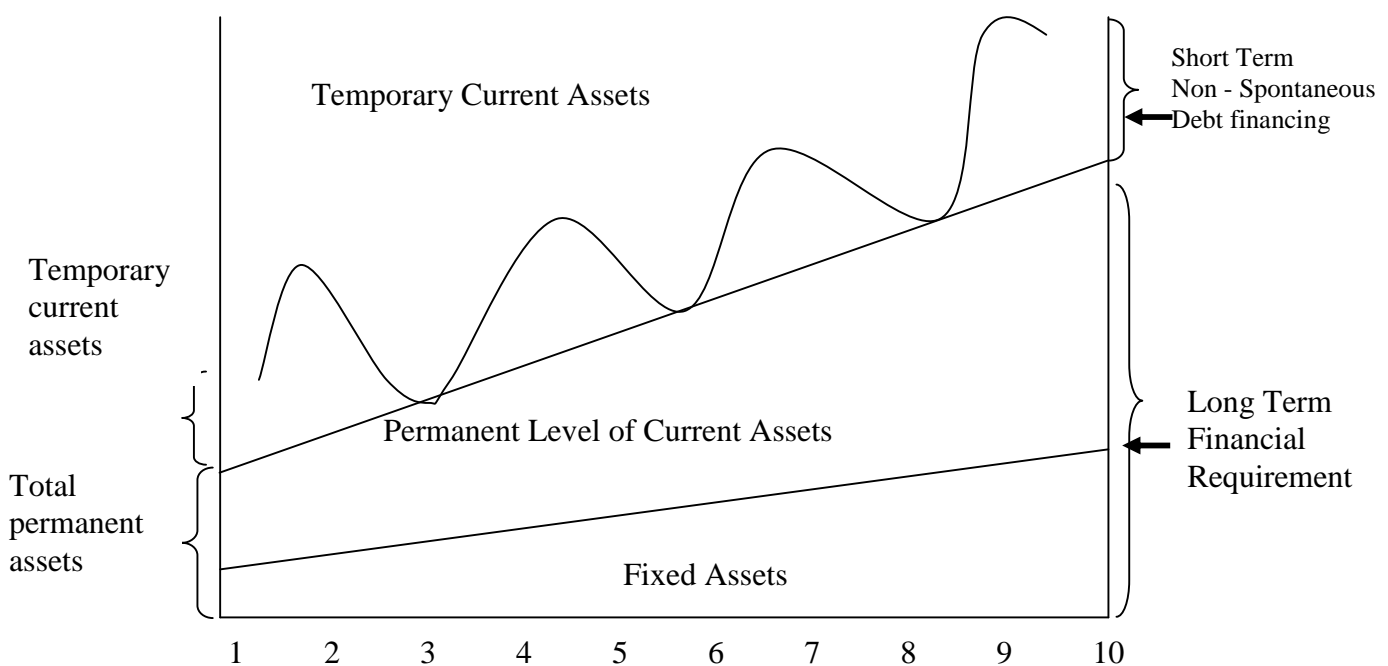 Temporary Current Assets
Short Term
Non - Spontaneous
Debt financing
Temporary
current
assets
Permanent Level of Current Assets
Long Term
Financial
Requirement
Total
permanent
assets
Fixed Assets
1 2 3 4 5 6 7 8 9 10